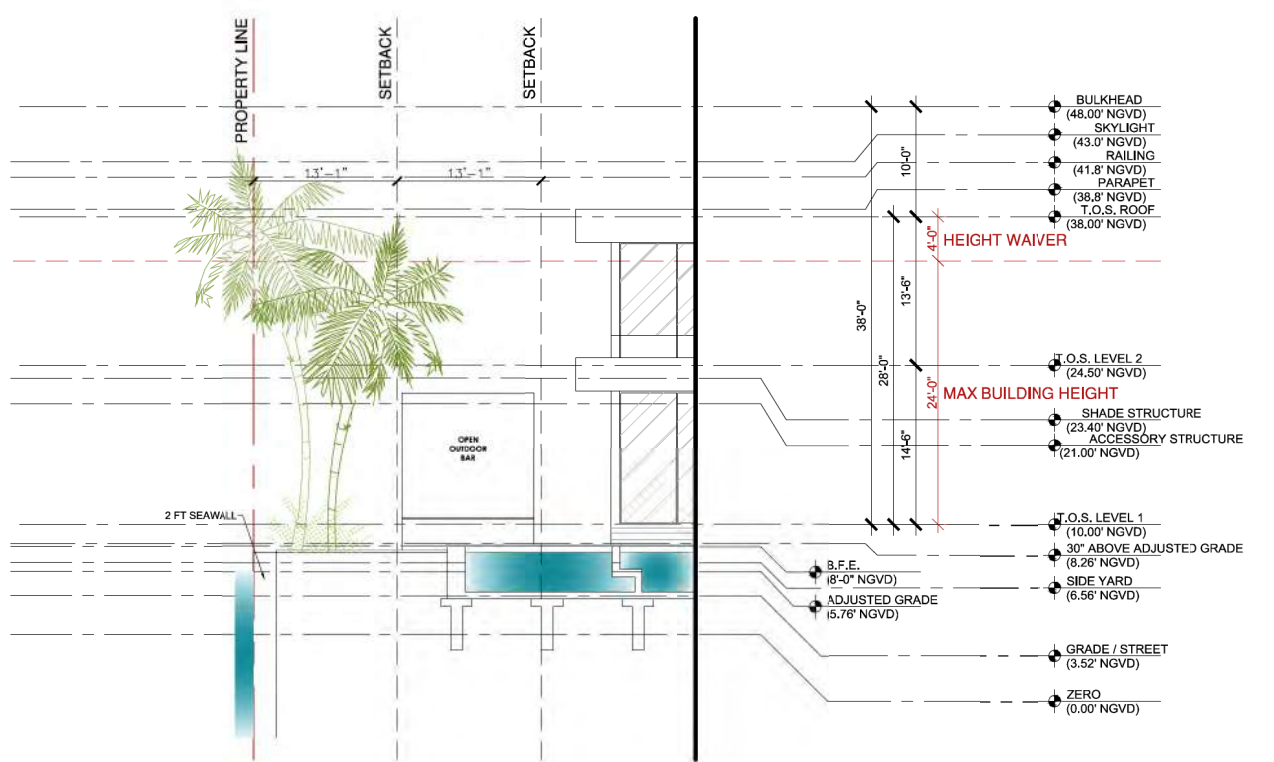 PROPERTY LINE
SETBACK
SETBACK
13'-1"
13'-1"
BULKHEAD
(48.00' NGVD)
SKYLIGHT
(43.0' NGVD)
RAILING
(41.8' NGVD)
PARAPET
(38.8' NGVD)
T.O.S. ROOF
(38.00' NGVD)
10'-0"
4'-0"
HEIGHT WAIVER
13'-6"
38'-0"
28'-0"
24'-0"
MAX BUILDING HEIGHT
14'-6"
T.O.S. LEVEL 2
(24.50' NGVD)
SHADE STRUCTURE
(23.40' NGVD)
ACCESSORY STRUCTURE
(21.00' NGVD)
OPEN
OUTDOOR
BAR
2 FT SEAWALL
T.O.S. LEVEL 1
(10.00' NGVD)
30" ABOVE ADJUSTED GRADE
(8.26' NGVD)
B.F.E.
(8'-0" NGVD)
SIDE YARD
(6.56' NGVD)
ADJUSTED GRADE
(5.76' NGVD)
GRADE / STREET
(3.52' NGVD)
ZERO
(0.00' NGVD)